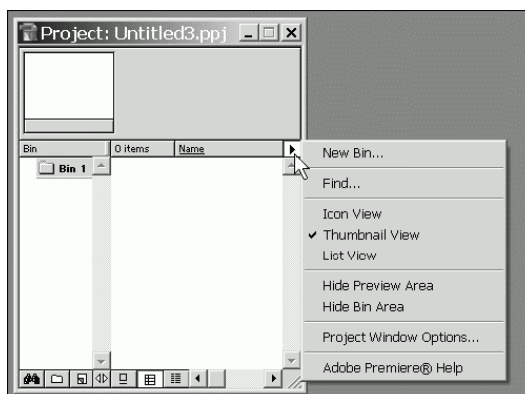 Project: Untitled3.ppj
Bin 0 items Name
Bin 1
New Bin...
Find...
Icon View
Thumbnail View
List View
Hide Preview Area
Hide Bin Area
Project Window Options...
Adobe Premiere® Help